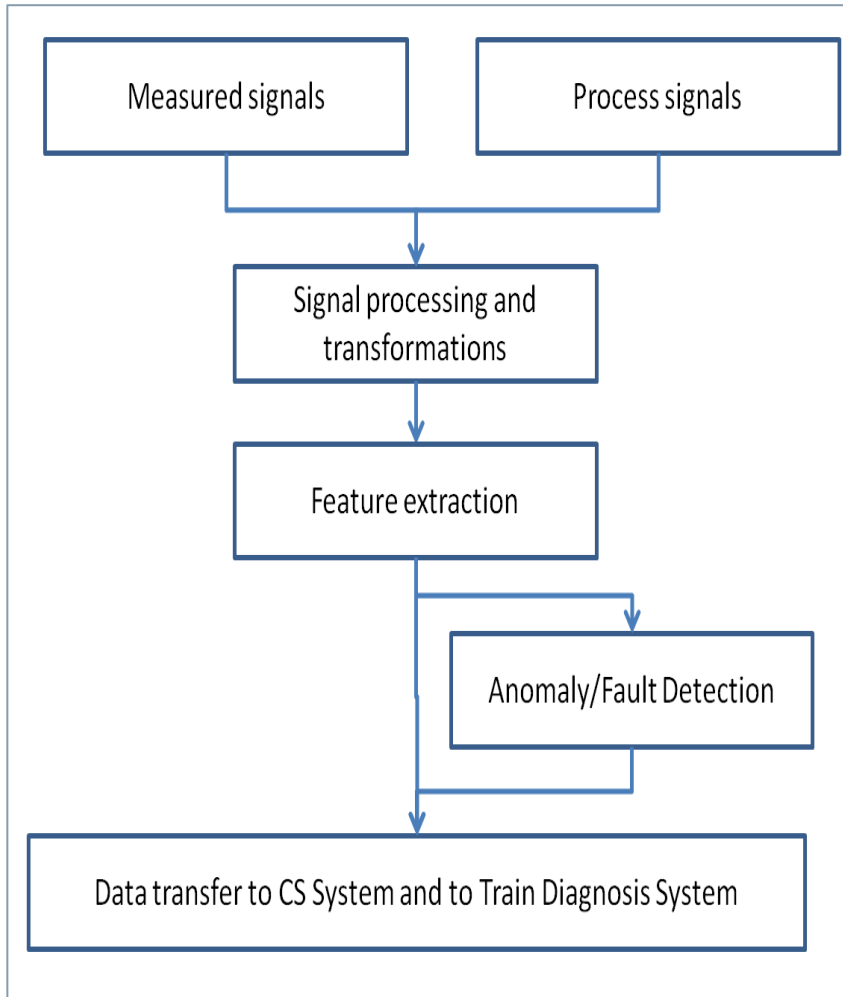 Measured signals
Process signals
Signal processing and
transformations
Feature extraction
Anomaly/Fault Detection
Data transfer to CS System and to Train Diagnosis System